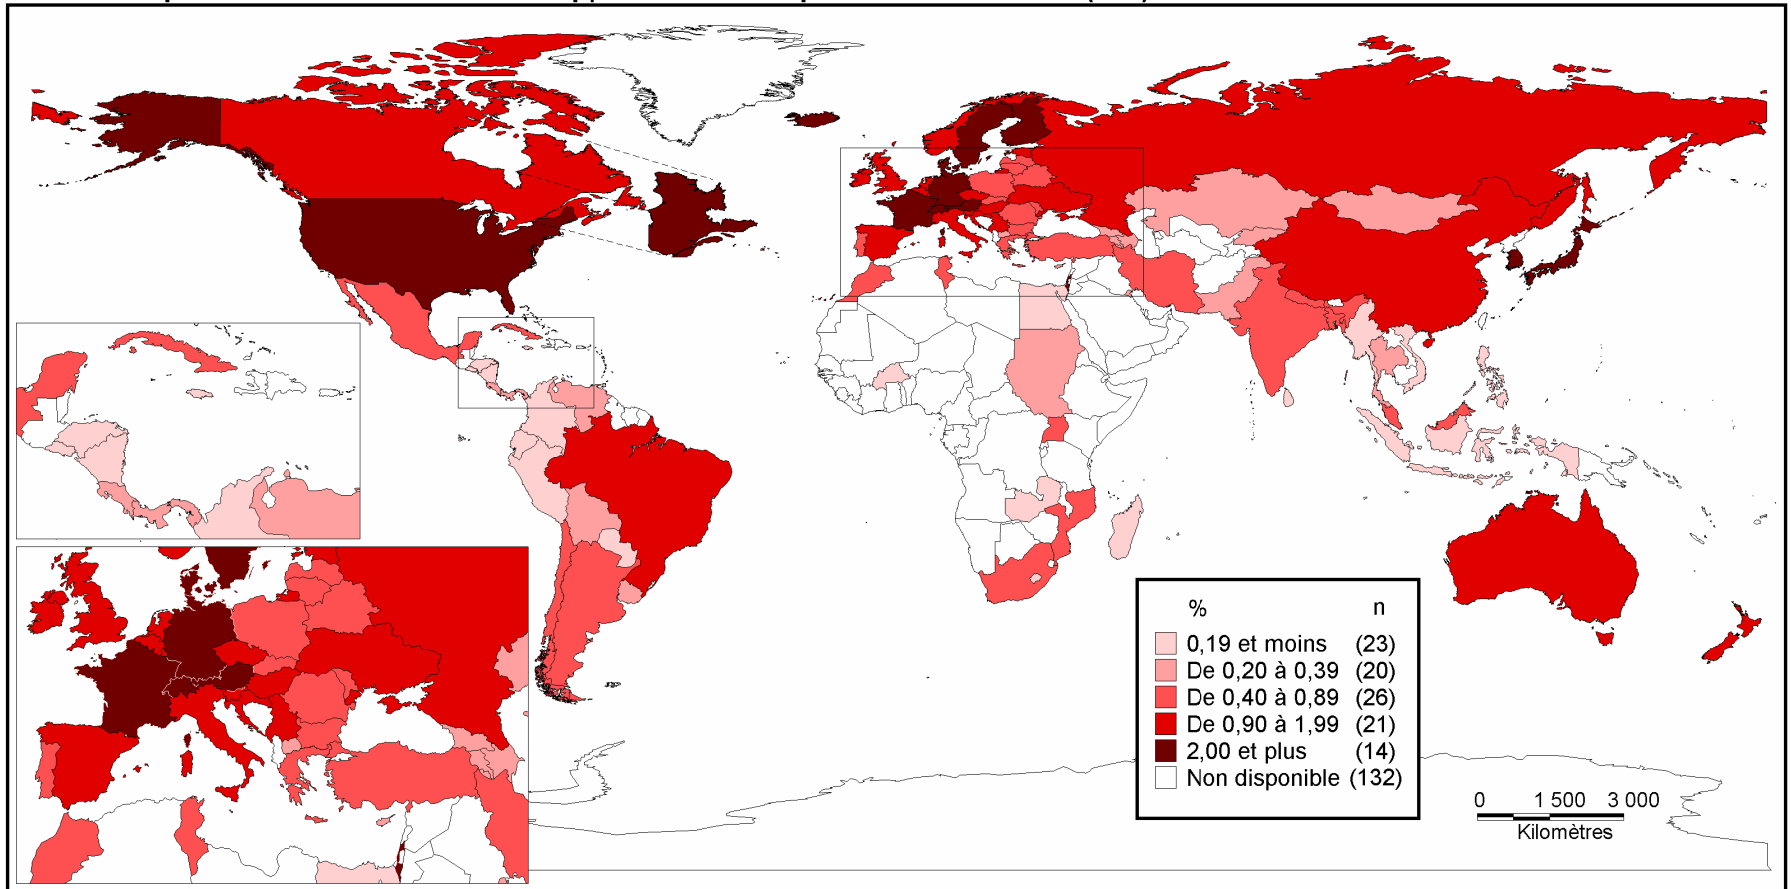 % n
0,19 et moins (23)
De 0,20 à 0,39 (20)
De 0,40 à 0,89 (26)
De 0,90 à 1,99 (21)
2,00 et plus (14)
Non disponible (132)
0 1 500 3 000
Kilomètres